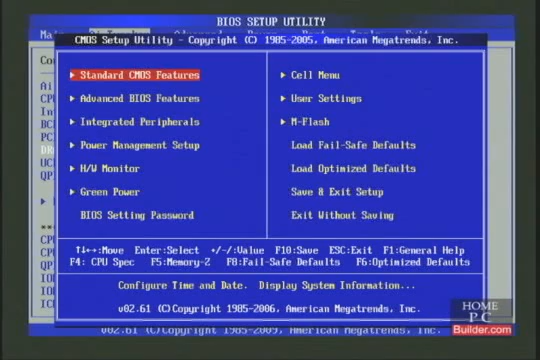 BIOS SETUP UTILITY
CMOS Setup Utility - Copyright (C) 1985-2005, American Megatrends, Inc.
Standard CMOS Features
Advanced BIOS Features
Integrated Peripherals
Power Management Setup
H/W Monitor
Green Power
BIOS Setting Password
Cell Menu
User Settings
M-Flash
Load Fail-Safe Defaults
Load Optimized Defaults
Save & Exit Setup
Exit Without Saving
↑↓←→:Move Enter:Select +/-/:Value F10:Save ESC:Exit F1:General Help
F4: CPU Spec F5:Memory-Z F8:Fail-Safe Defaults F6:Optimized Defaults
Configure Time and Date. Display System Information...
v02.61 (C)Copyright 1985-2006, American Megatrends, Inc.
v02.61 (C)Copyright 1985-2009, American Megatrends, Inc.
HOME
PC
Builder.com